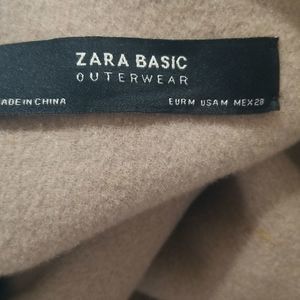 ZARA BASIC
OUTERWEAR
ADE IN CHINA EUR M USA M MEX 28